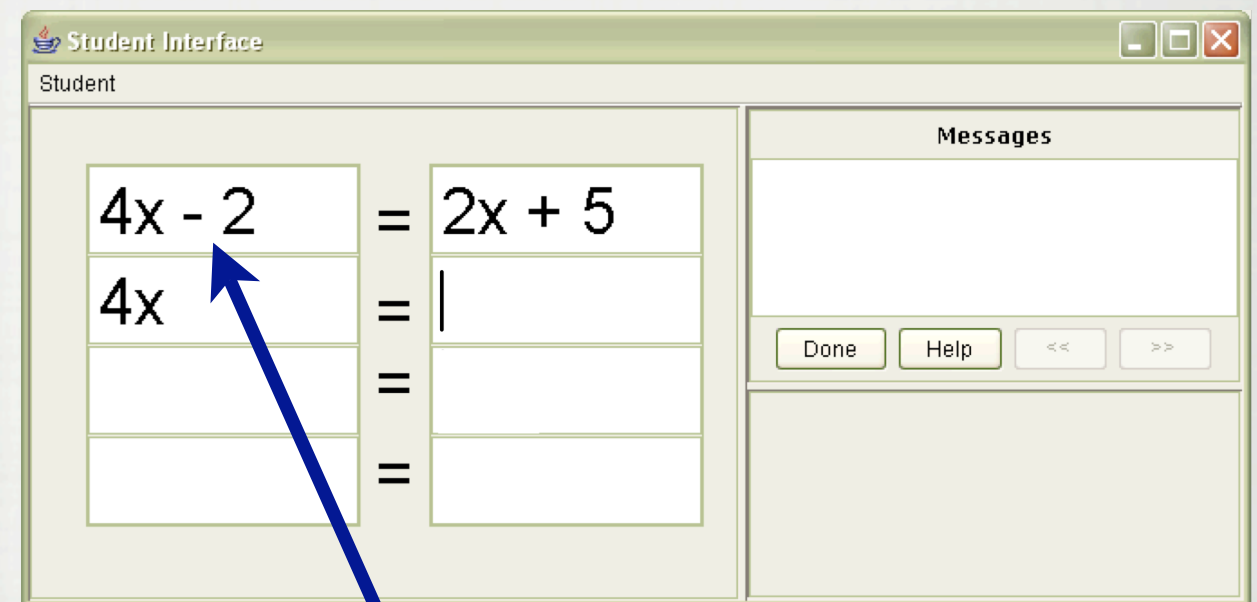 Student Interface
Student
Messages
4x - 2 = 2x + 5
4x =
=
=
Done Help << >>